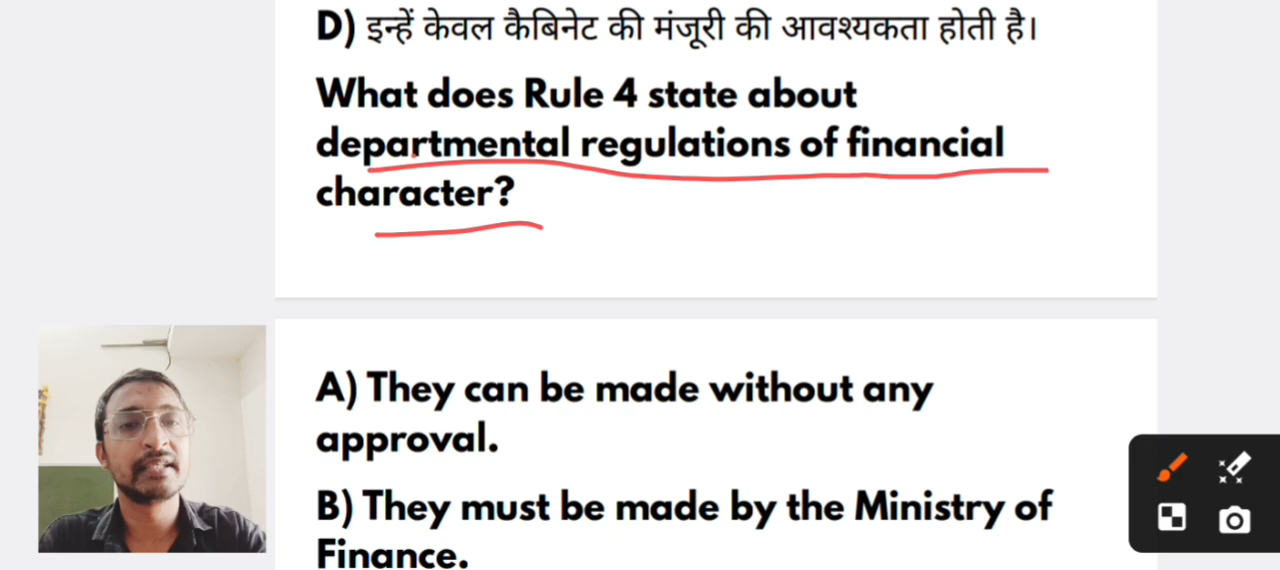 D) इन्हें केवल कैबिनेट की मंजूरी की आवश्यकता होती है।
What does Rule 4 state about
departmental regulations of financial
character?
A) They can be made without any
approval.
B) They must be made by the Ministry of
Finance.